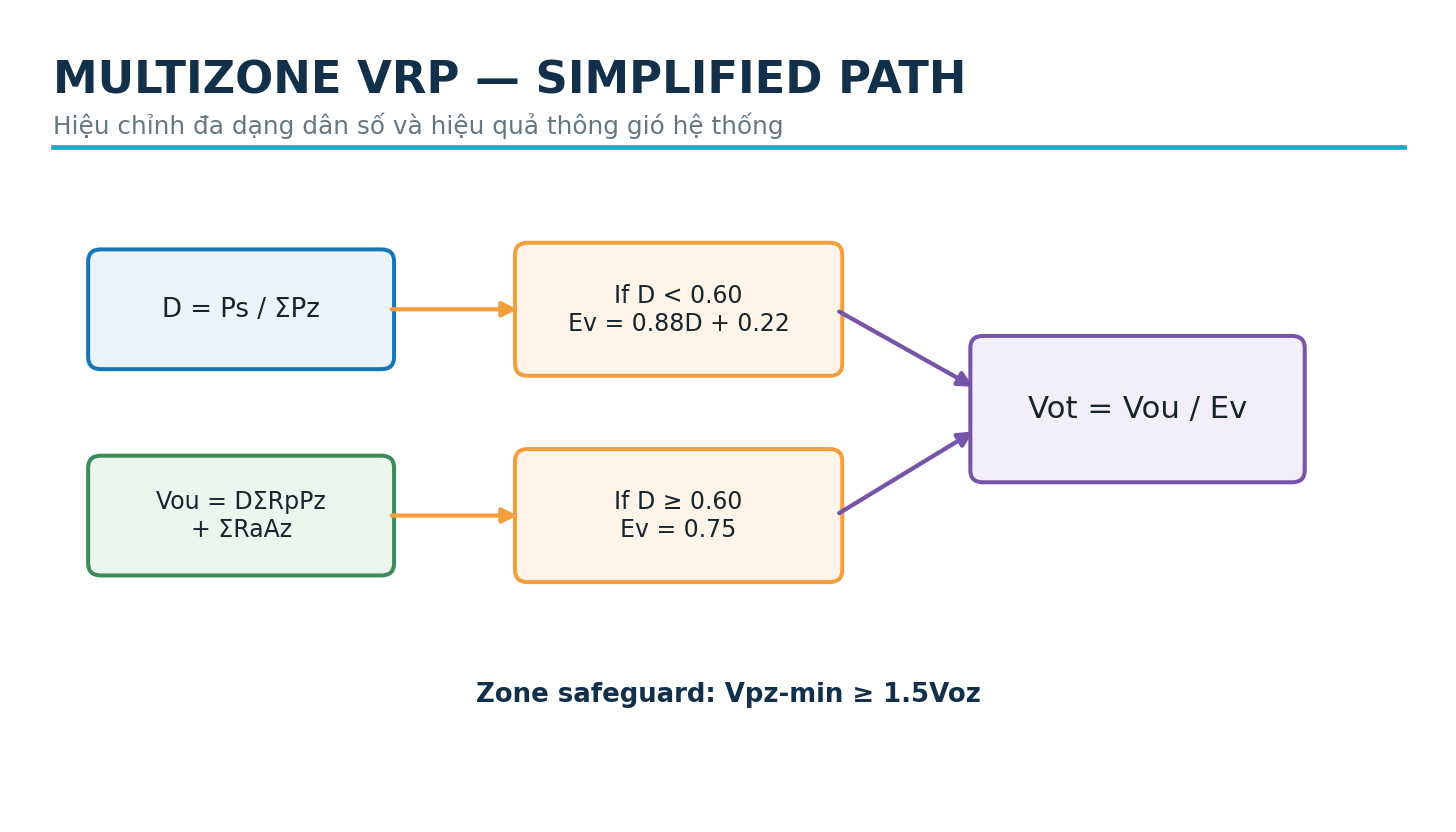 MULTIZONE VRP — SIMPLIFIED PATH
Hiệu chỉnh đa dạng dân số và hiệu quả thông gió hệ thống
D = Ps / ΣPz
If D < 0.60
Ev = 0.88D + 0.22
Vot = Vou / Ev
Vou = DΣRpPz
+ ΣRaAz
If D ≥ 0.60
Ev = 0.75
Zone safeguard: Vpz-min ≥ 1.5Voz